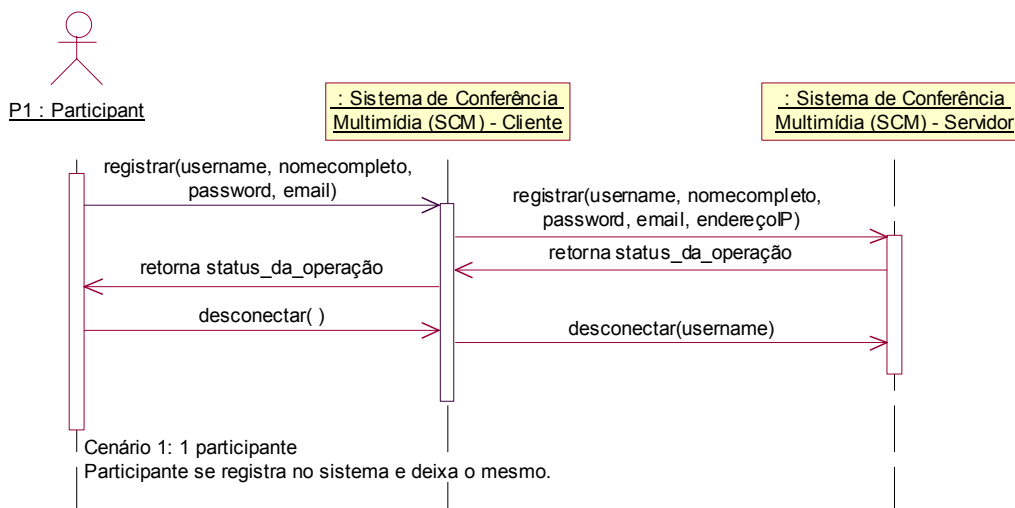 P1 : Participant
: Sistema de Conferência
Multimídia (SCM) - Cliente
: Sistema de Conferência
Multimídia (SCM) - Servidor
registrar(username, nomecompleto,
password, email)
registrar(username, nomecompleto,
password, email, endereçoIP)
retorna status_da_operação
retorna status_da_operação
desconectar( )
desconectar(username)
Cenário 1: 1 participante
Participante se registra no sistema e deixa o mesmo.